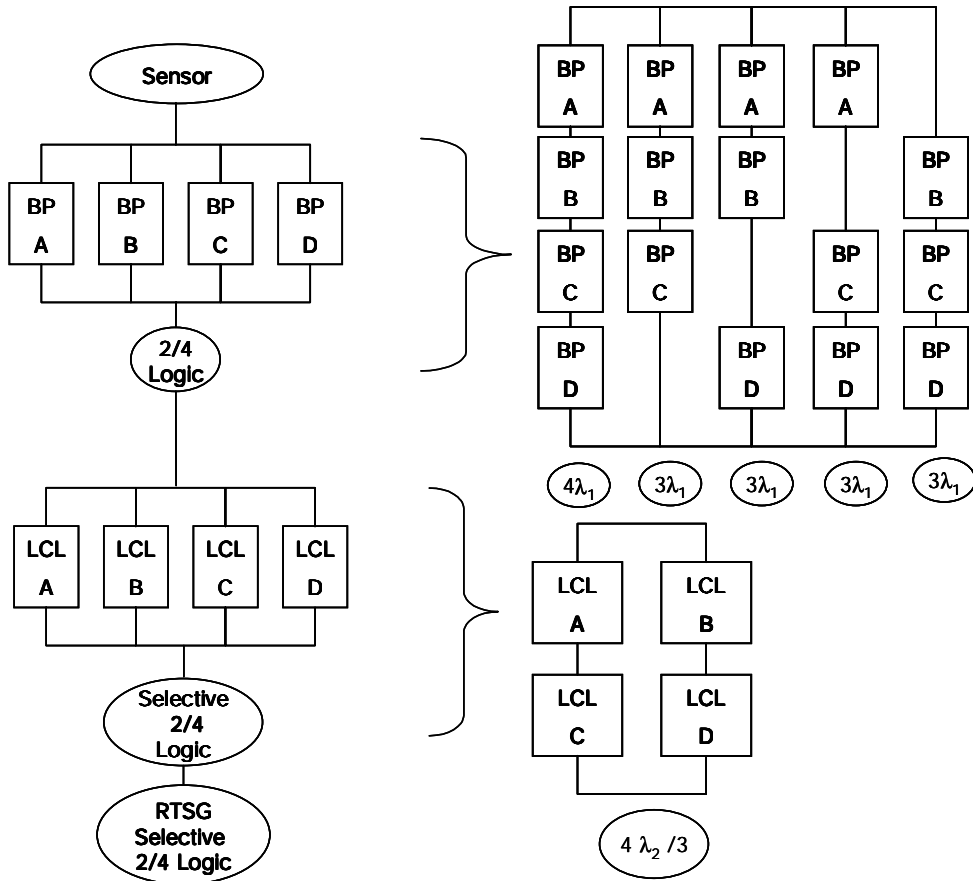 Sensor
BP A
BP B
BP C
BP D
2/4
Logic
LCL A
LCL B
LCL C
LCL D
Selective
2/4
Logic
RTSG
Selective
2/4 Logic
BP A
BP B
BP C
BP D
4λ₁
BP A
BP B
BP C
3λ₁
BP A
BP B
BP D
3λ₁
BP A
BP C
BP D
3λ₁
BP B
BP C
BP D
3λ₁
LCL A
LCL C
LCL B
LCL D
4 λ₂ /3